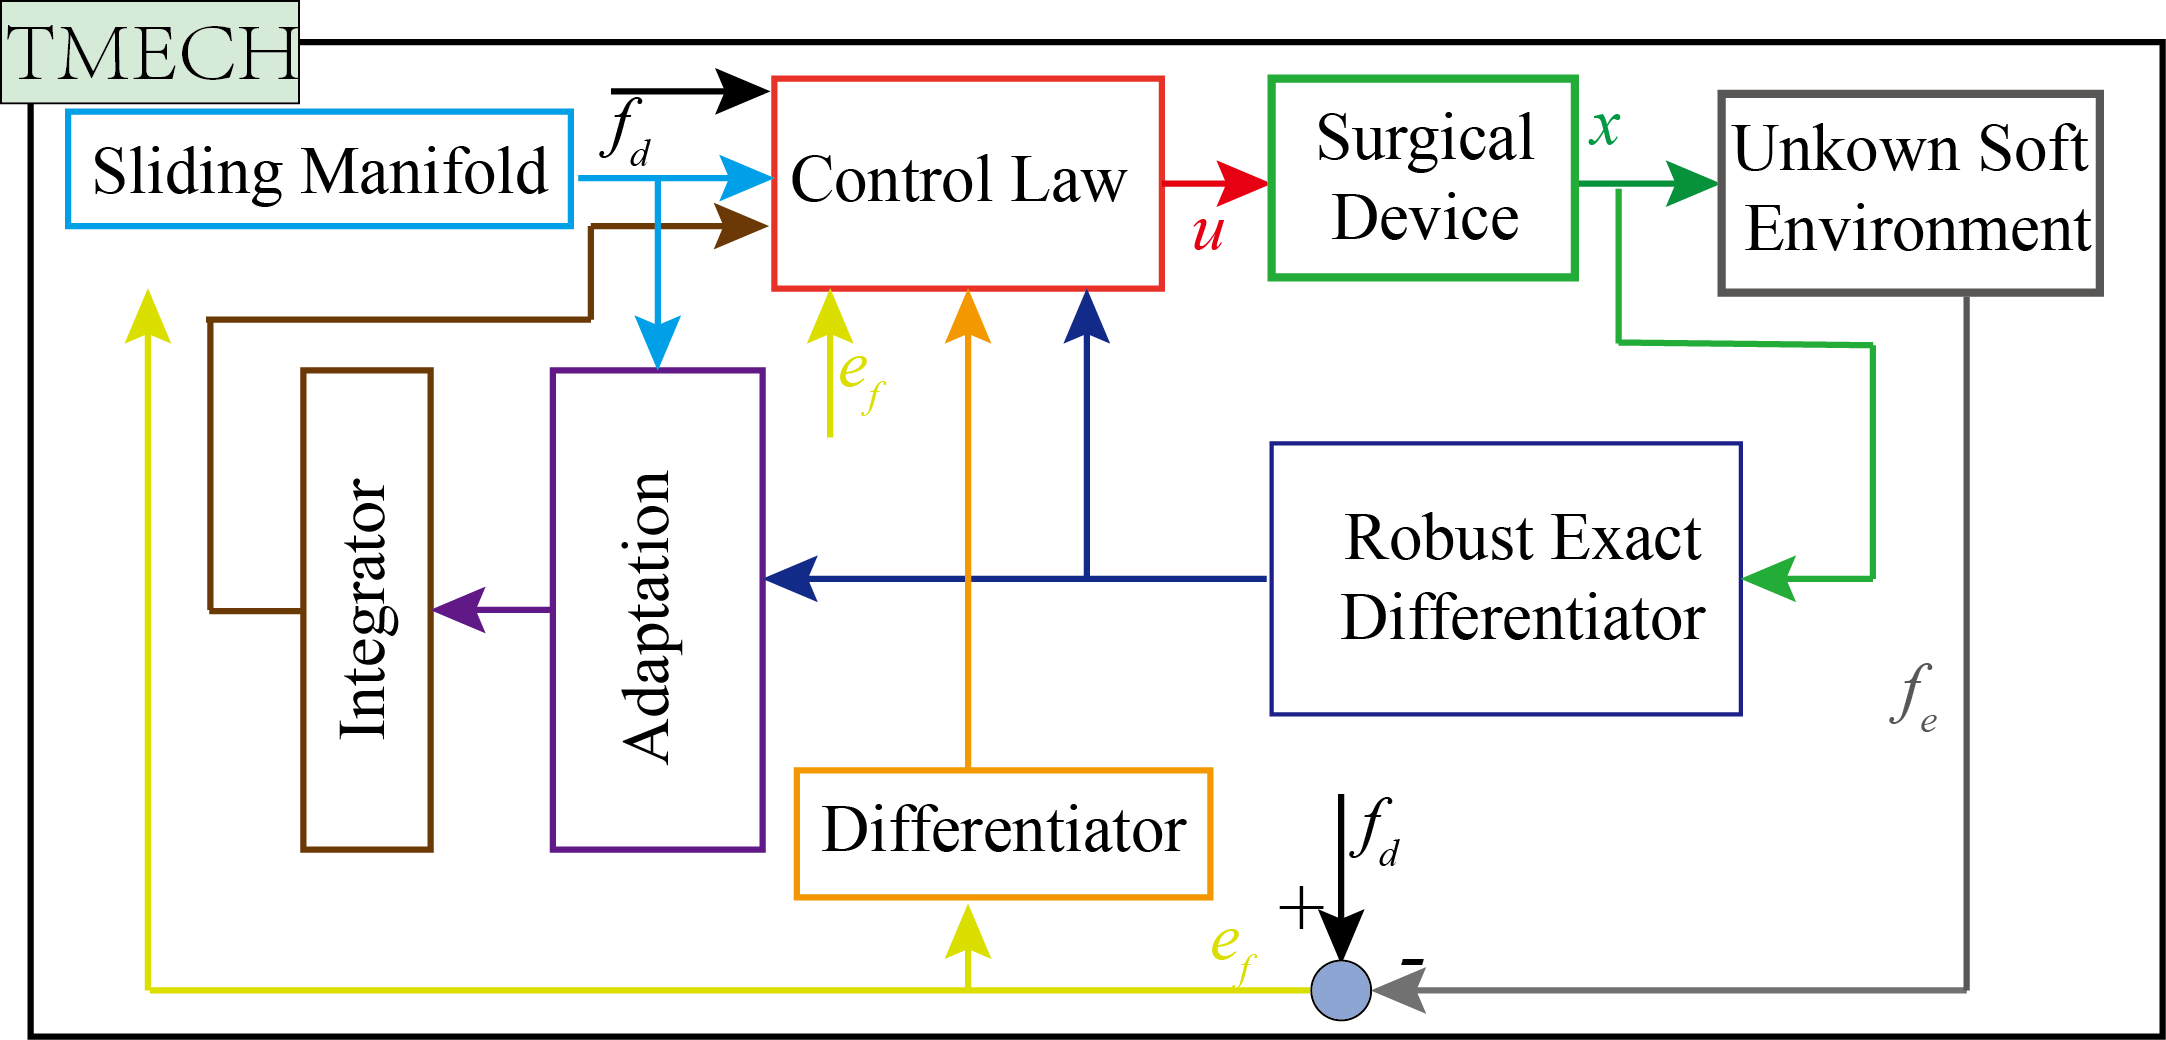 TMECH
Sliding Manifold
f_d
Control Law
u
Surgical
Device
x
Unkown Soft
Environment
e_f
Integrator
Adaptation
Robust Exact
Differentiator
f_e
Differentiator
f_d
+
-
e_f